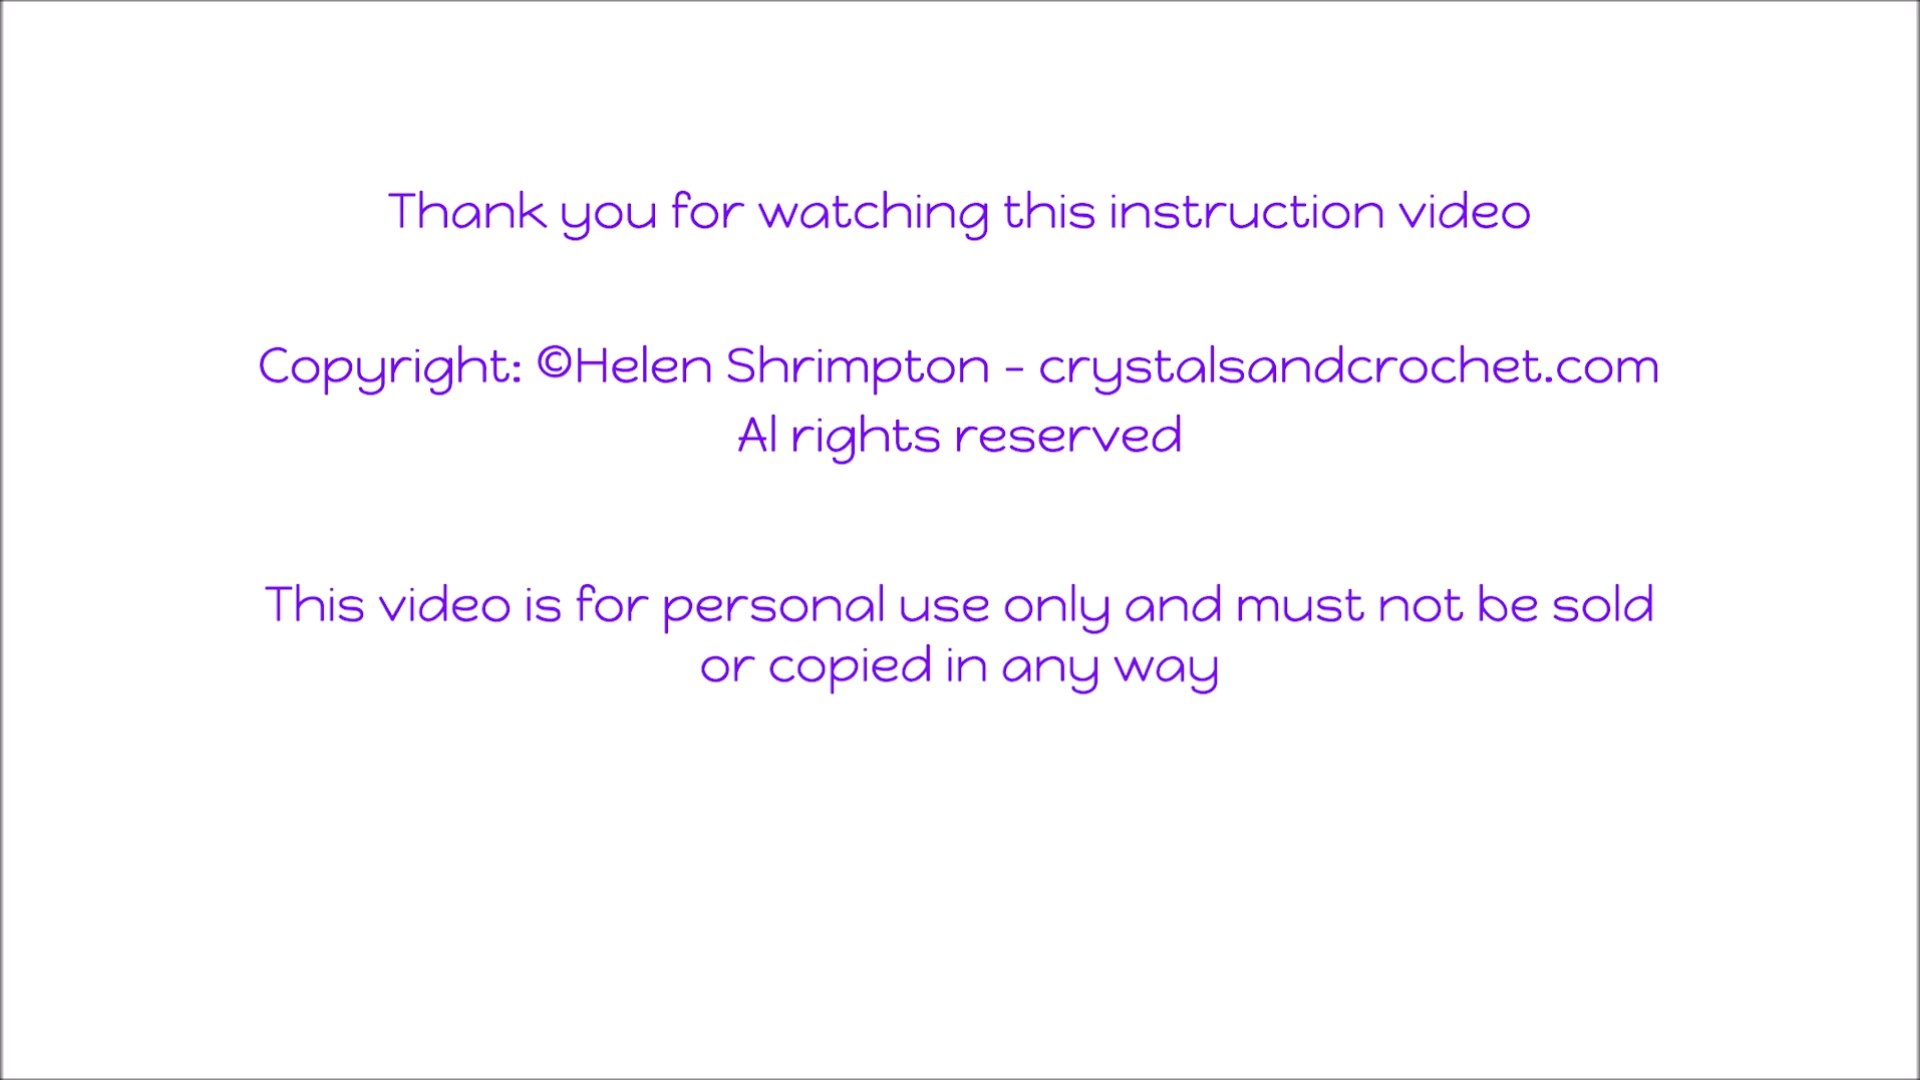 Thank you for watching this instruction video
Copyright: ©Helen Shrimpton - crystalsandcrochet.com
Al rights reserved
This video is for personal use only and must not be sold
or copied in any way